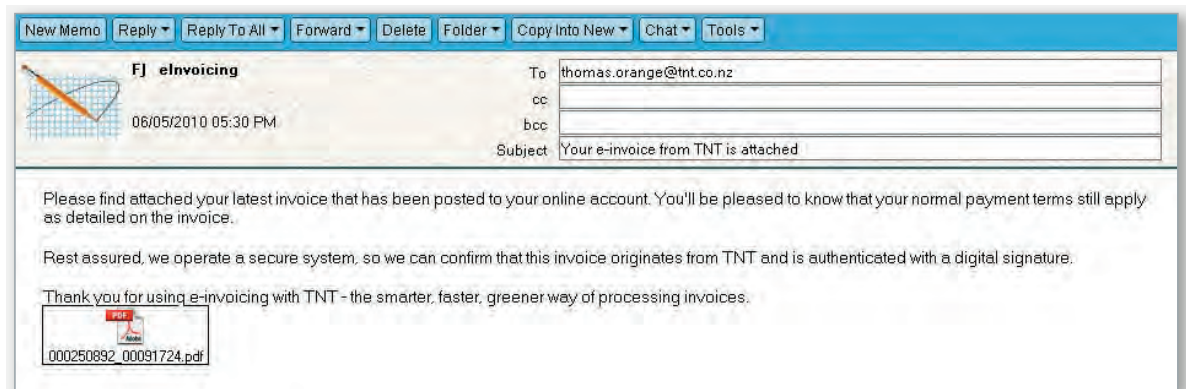 New Memo Reply Reply To All Forward Delete Folder Copy Into New Chat Tools
FJ eInvoicing
06/05/2010 05:30 PM
To thomas.orange@tnt.co.nz
cc
bcc
Subject Your e-invoice from TNT is attached
Please find attached your latest invoice that has been posted to your online account. You'll be pleased to know that your normal payment terms still apply
as detailed on the invoice.
Rest assured, we operate a secure system, so we can confirm that this invoice originates from TNT and is authenticated with a digital signature.
Thank you for using e-invoicing with TNT - the smarter, faster, greener way of processing invoices.
PDF
Adobe
000250892_00091724.pdf